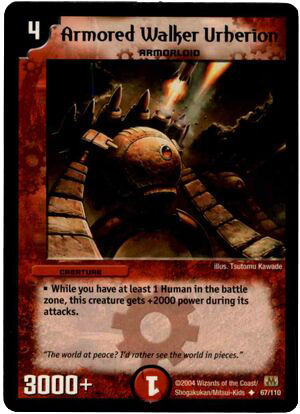 4 Armored Walker Urherion
ARMORLOID
illus. Tsutomu Kawade
CREATURE
▪ While you have at least 1 Human in the battle
zone, this creature gets +2000 power during its
attacks.
"The world at peace? I'd rather see the world in pieces."
3000+
1
©2004 Wizards of the Coast/
Shogakukan/Mitsui-Kids ♦ 67/110